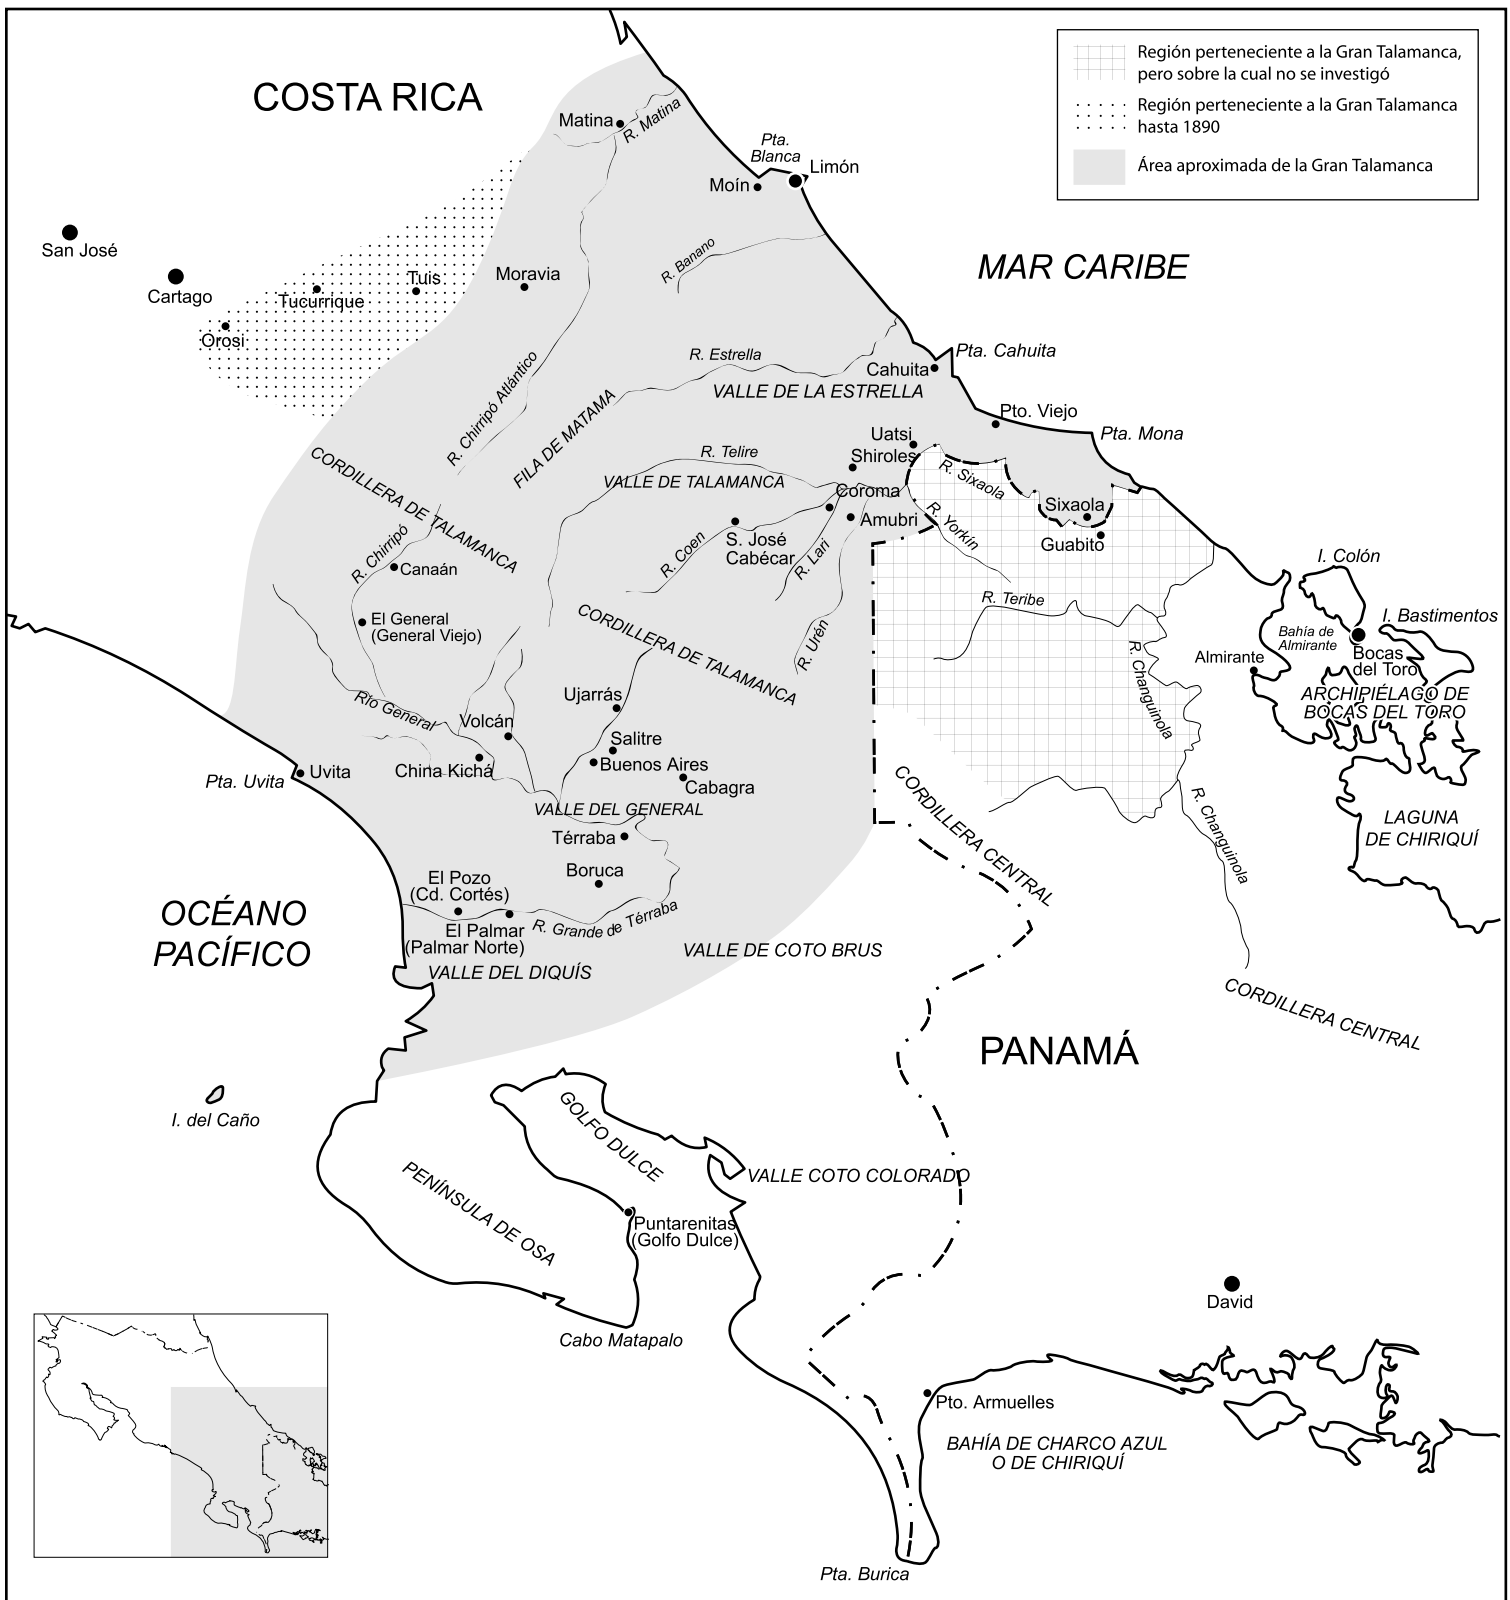 COSTA RICA
Región perteneciente a la Gran Talamanca,
pero sobre la cual no se investigó
Región perteneciente a la Gran Talamanca
hasta 1890
Área aproximada de la Gran Talamanca
Matina
R. Matina
Pta.
Blanca
Limón
Moín
San José
Cartago
Orosi
Tucurrique
Tuis
Moravia
R. Banano
MAR CARIBE
R. Chirripó Atlántico
R. Estrella
Cahuita
Pta. Cahuita
VALLE DE LA ESTRELLA
FILA DE MATAMA
Pto. Viejo
Pta. Mona
Uatsi
Shiroles
R. Telire
VALLE DE TALAMANCA
Coroma
R. Sixaola
Sixaola
Guabito
Amubri
R. Yorkín
CORDILLERA DE TALAMANCA
R. Coen
S. José
Cabécar
R. Lari
R. Chirripó
Canaán
El General
(General Viejo)
CORDILLERA DE TALAMANCA
R. Urén
R. Teribe
R. Changuinola
I. Colón
I. Bastimentos
Bahía de
Almirante
Bocas
del Toro
Almirante
ARCHIPIÉLAGO DE
BOCAS DEL TORO
Río General
Volcán
Ujarrás
Salitre
Buenos Aires
Cabagra
China Kichá
Pta. Uvita
Uvita
VALLE DEL GENERAL
Térraba
Boruca
CORDILLERA CENTRAL
R. Changuinola
LAGUNA
DE CHIRIQUÍ
El Pozo
(Cd. Cortés)
El Palmar
(Palmar Norte)
R. Grande de Térraba
OCÉANO
PACÍFICO
VALLE DEL DIQUÍS
VALLE DE COTO BRUS
CORDILLERA CENTRAL
PANAMÁ
I. del Caño
GOLFO DULCE
PENÍNSULA DE OSA
VALLE COTO COLORADO
Puntarenitas
(Golfo Dulce)
Cabo Matapalo
David
Pto. Armuelles
BAHÍA DE CHARCO AZUL
O DE CHIRIQUÍ
Pta. Burica